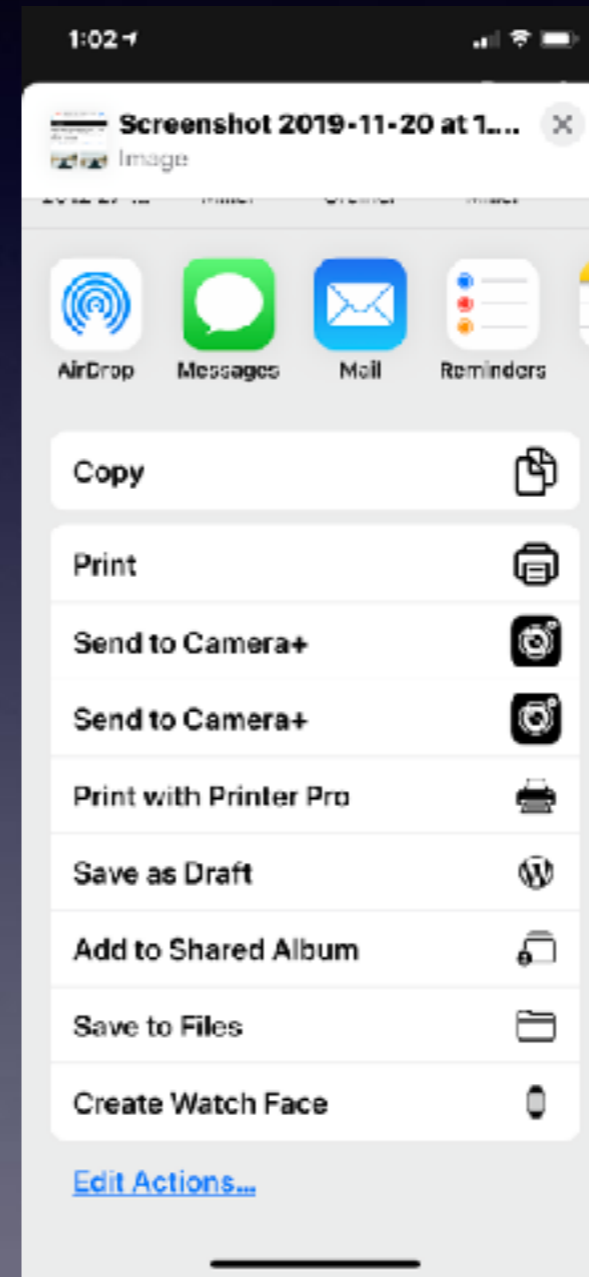 1:02
Screenshot 2019-11-20 at 1....
Image
AirDrop
Messages
Mail
Reminders
Copy
Print
Send to Camera+
Send to Camera+
Print with Printer Pro
Save as Draft
Add to Shared Album
Save to Files
Create Watch Face
Edit Actions...